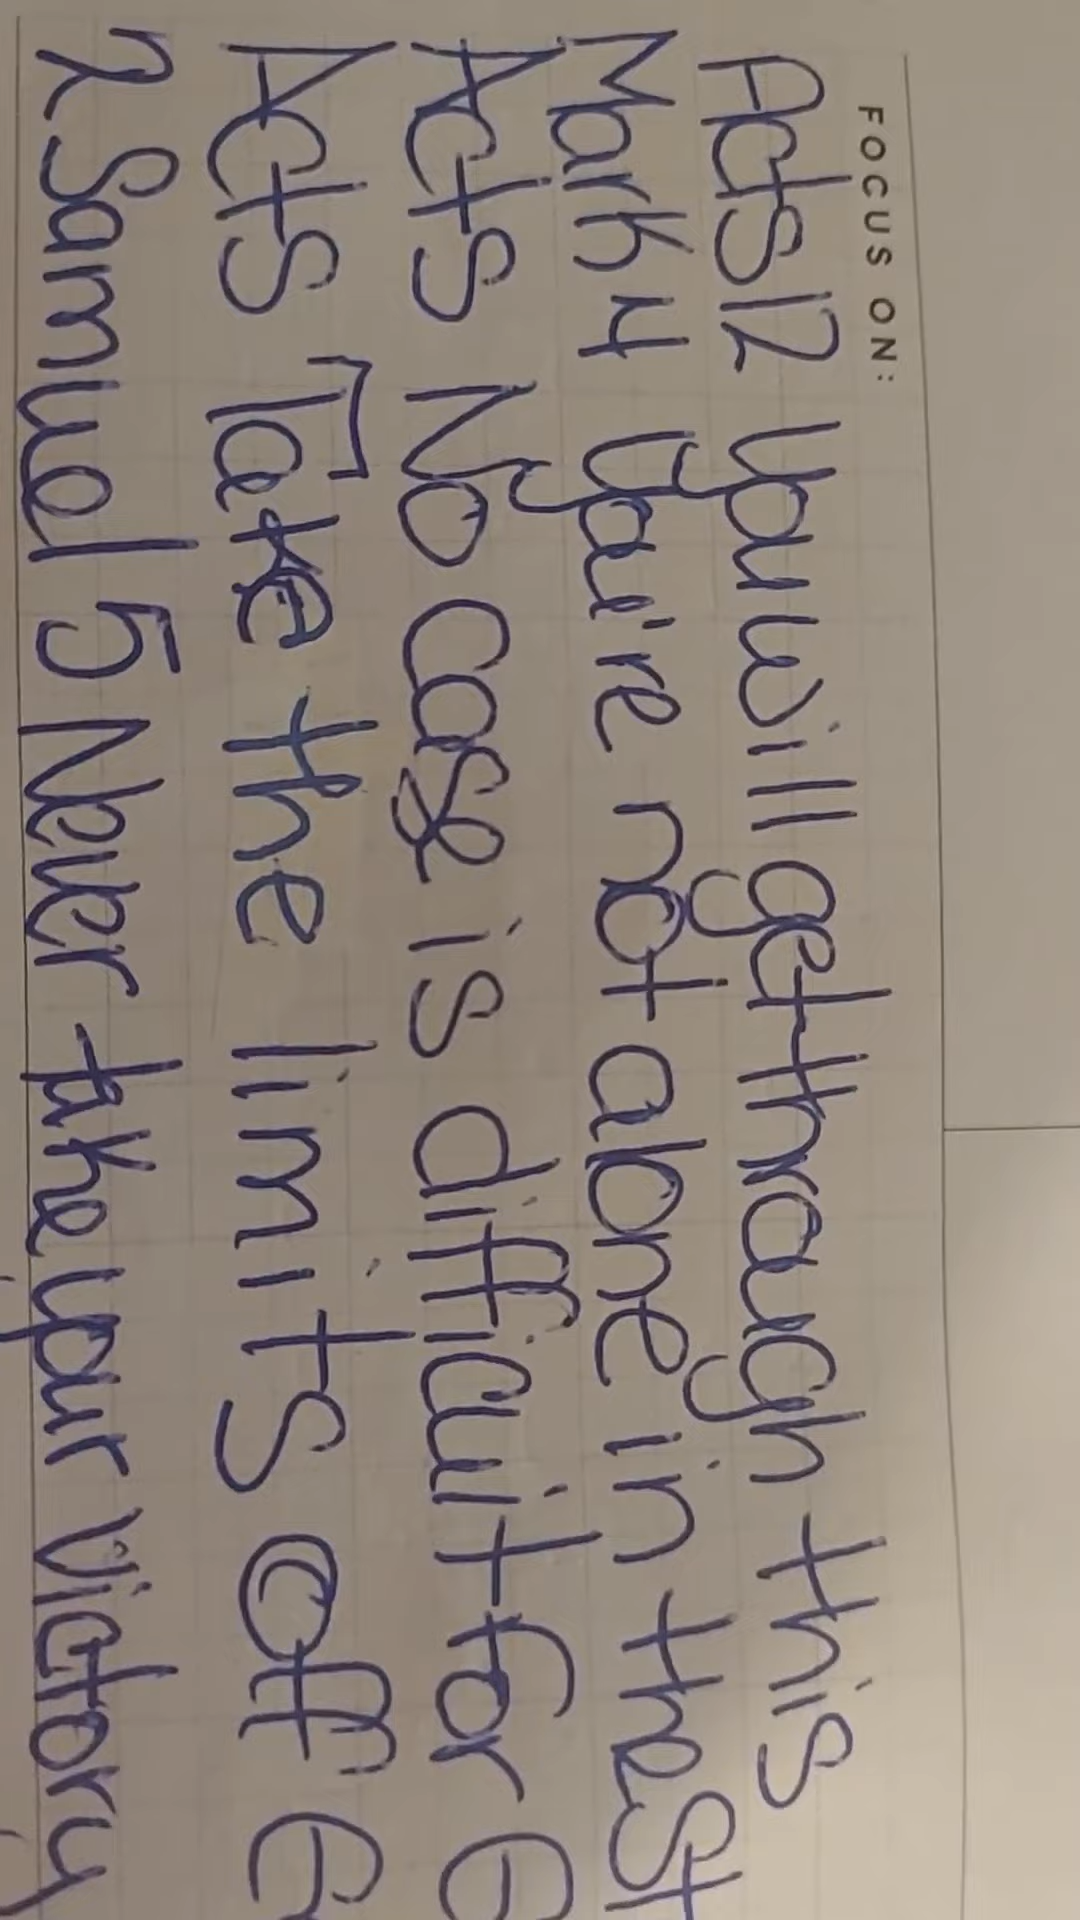 FOCUS ON:
Acts 12 You will get through this
Mark 4 You're not alone in the St
Acts No case is difficult for G
Acts Take the limits off G
2 Samuel 5 Never take your victory